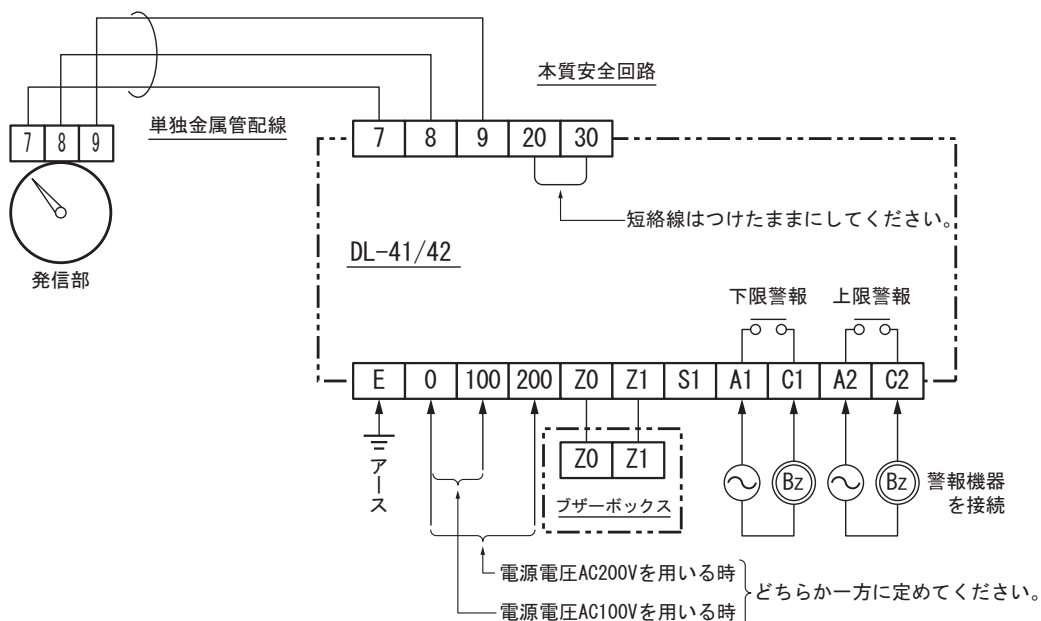 本質安全回路
単独金属管配線
7 8 9
7 8 9 20 30
発信部
短絡線はつけたままにしてください。
DL-41/42
下限警報
上限警報
E 0 100 200 Z0 Z1 S1 A1 C1 A2 C2
アース
Z0 Z1
ブザーボックス
Bz
Bz
警報機器
を接続
電源電圧AC200Vを用いる時
電源電圧AC100Vを用いる時
どちらか一方に定めてください。